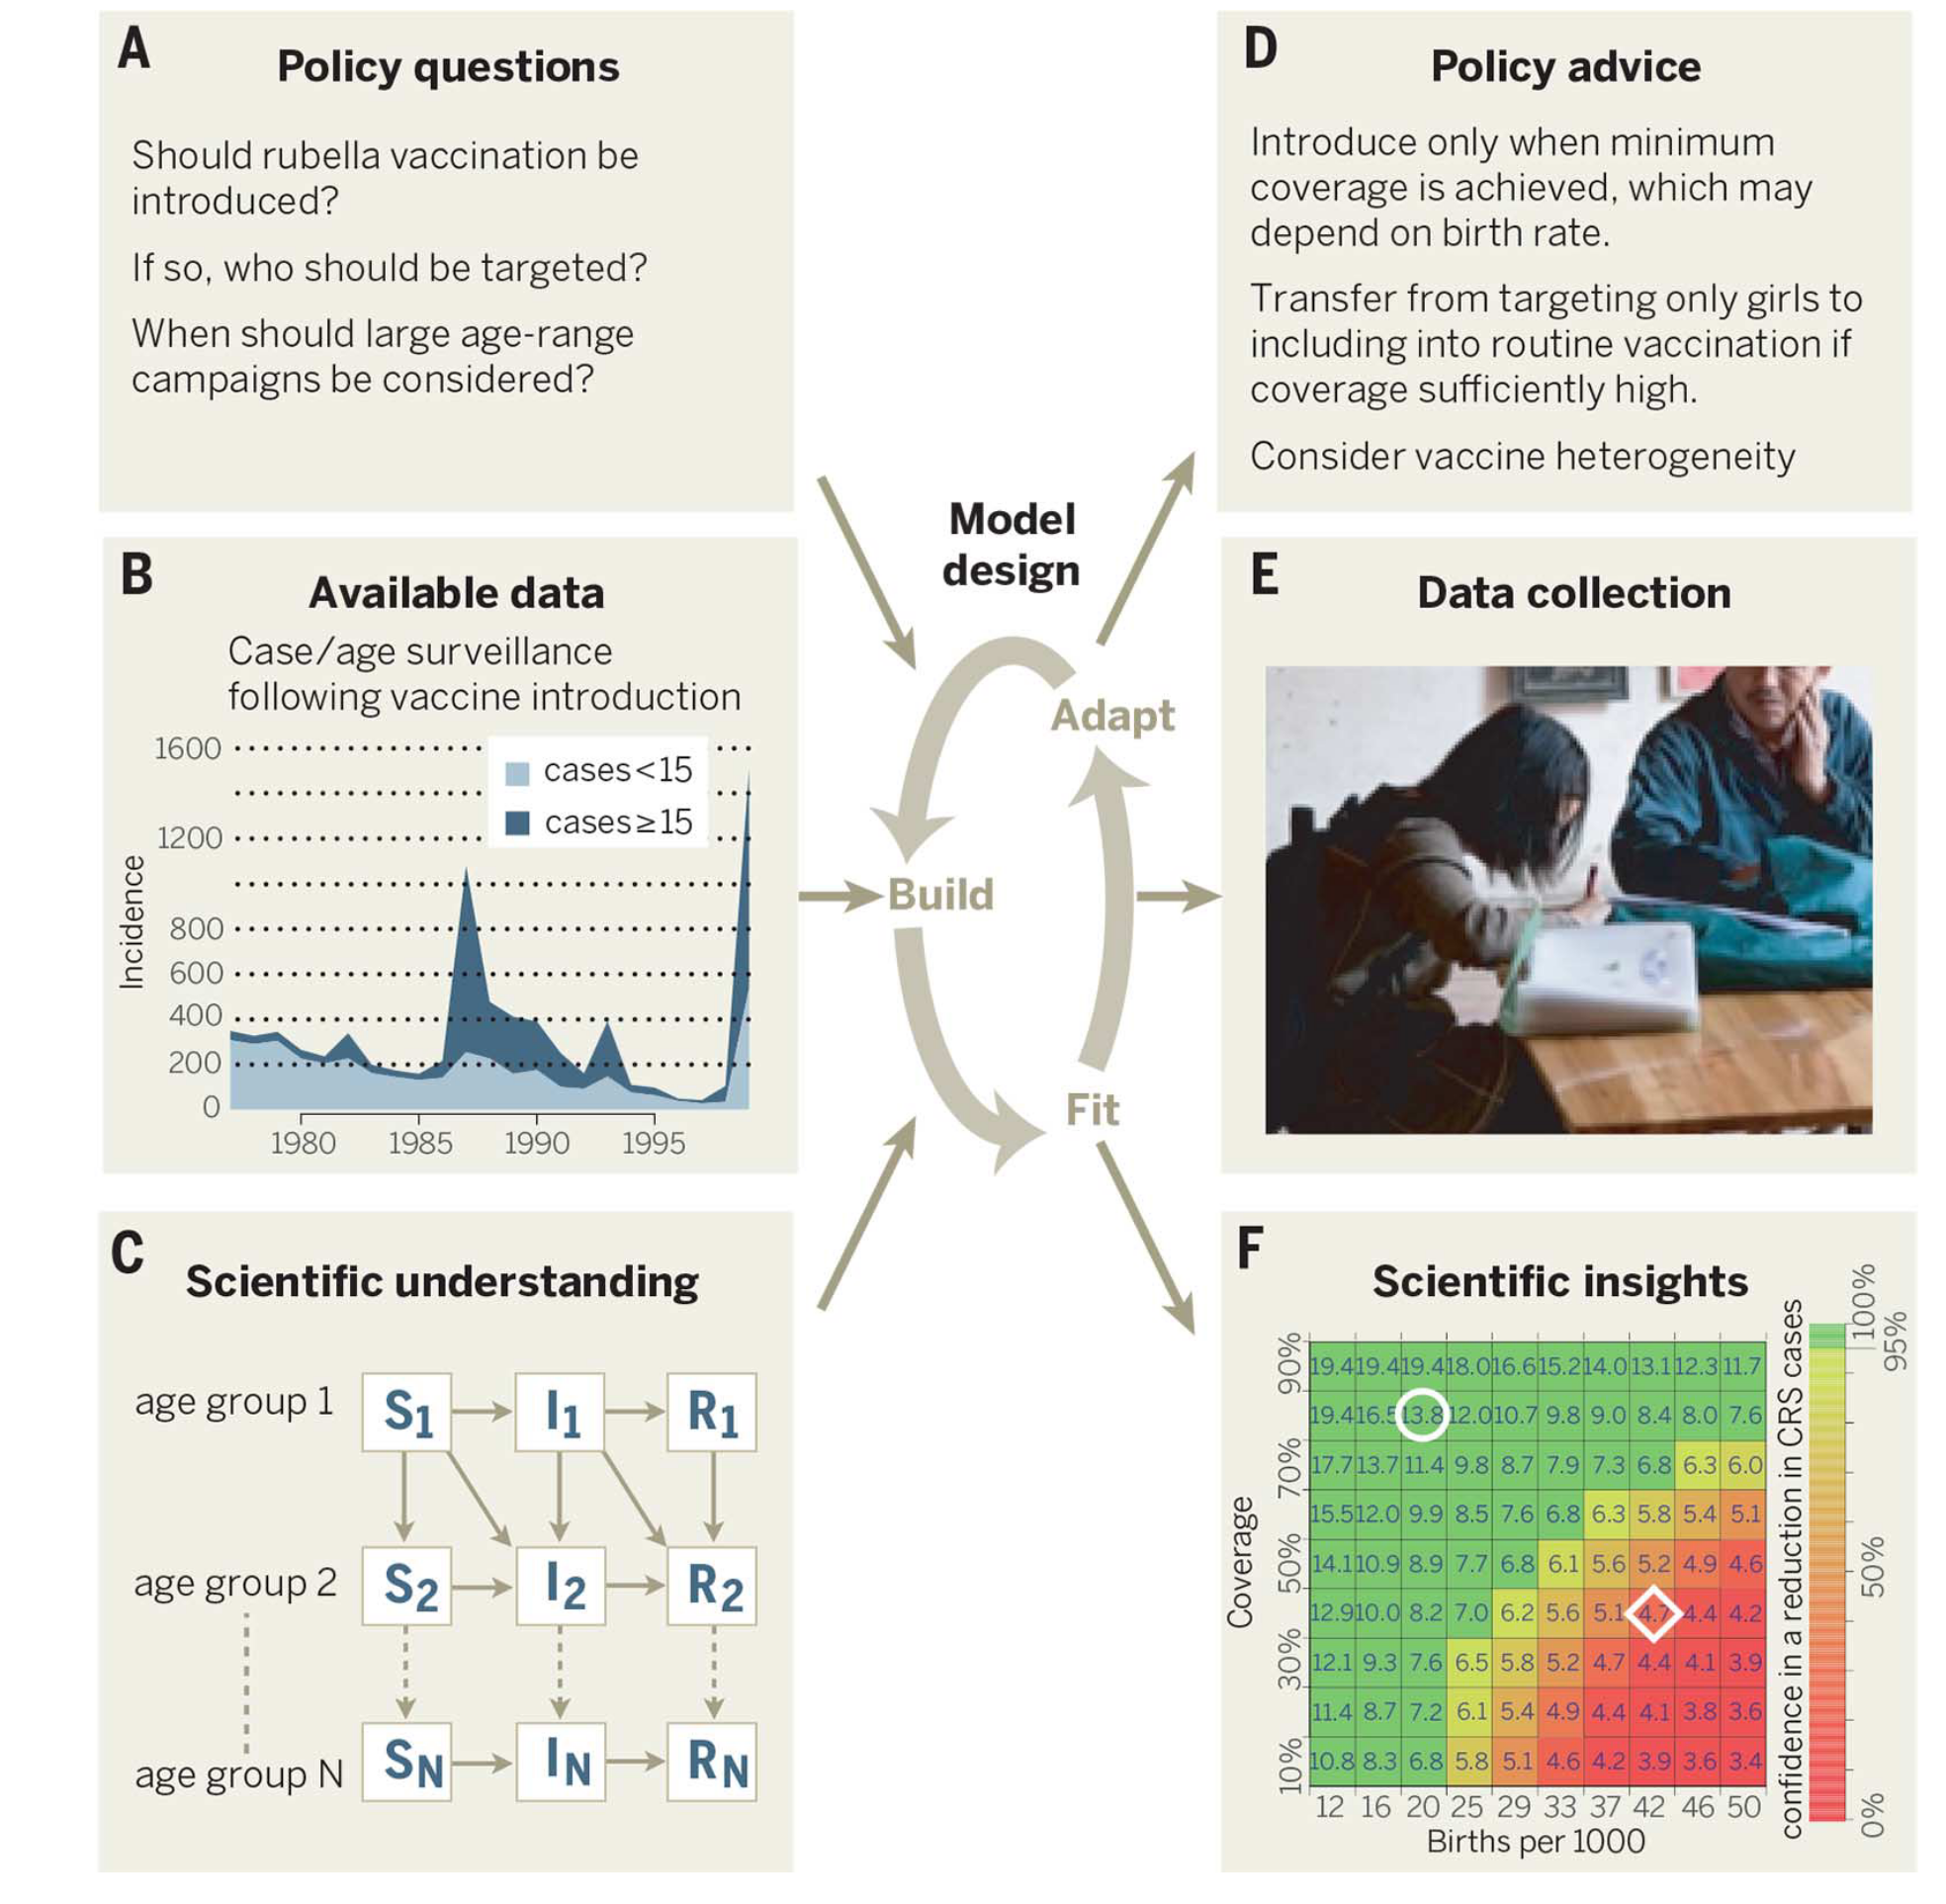 A
Policy questions
Should rubella vaccination be
introduced?
If so, who should be targeted?
When should large age-range
campaigns be considered?
B
Available data
Case/age surveillance
following vaccine introduction
1600
1200
800
600
400
200
0
Incidence
cases<15
cases≥15
1980 1985 1990 1995
C
Scientific understanding
age group 1 S1 I1 R1
age group 2 S2 I2 R2
age group N SN IN RN
Model
design
Adapt
Build
Fit
D
Policy advice
Introduce only when minimum
coverage is achieved, which may
depend on birth rate.
Transfer from targeting only girls to
including into routine vaccination if
coverage sufficiently high.
Consider vaccine heterogeneity
E
Data collection
F
Scientific insights
Coverage
90%
70%
50%
30%
10%
19.4 19.4 19.4 18.0 16.6 15.2 14.0 13.1 12.3 11.7
19.4 16.5 13.8 12.0 10.7 9.8 9.0 8.4 8.0 7.6
17.7 13.7 11.4 9.8 8.7 7.9 7.3 6.8 6.3 6.0
15.5 12.0 9.9 8.5 7.6 6.8 6.3 5.8 5.4 5.1
14.1 10.9 8.9 7.7 6.8 6.1 5.6 5.2 4.9 4.6
12.9 10.0 8.2 7.0 6.2 5.6 5.1 4.7 4.4 4.2
12.1 9.3 7.6 6.5 5.8 5.2 4.7 4.4 4.1 3.9
11.4 8.7 7.2 6.1 5.4 4.9 4.4 4.1 3.8 3.6
10.8 8.3 6.8 5.8 5.1 4.6 4.2 3.9 3.6 3.4
12 16 20 25 29 33 37 42 46 50
Births per 1000
confidence in a reduction in CRS cases
100%
95%
50%
0%